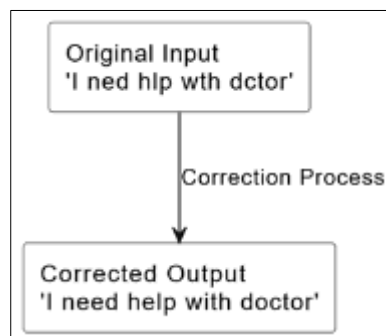 Original Input
'I ned hlp wth dctor'
Correction Process
Corrected Output
'I need help with doctor'